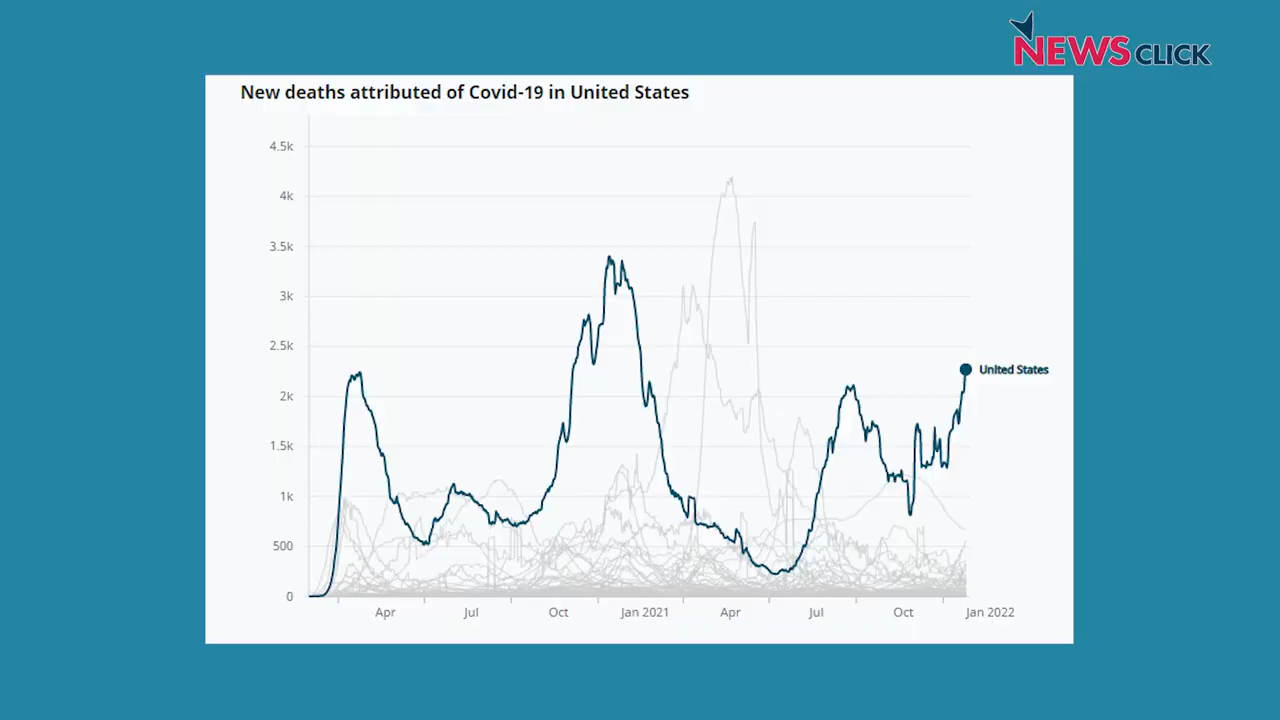 NEWSCLICK
New deaths attributed of Covid-19 in United States
4.5k
4k
3.5k
3k
2.5k
2k
1.5k
1k
500
0
United States
Apr Jul Oct Jan 2021 Apr Jul Oct Jan 2022